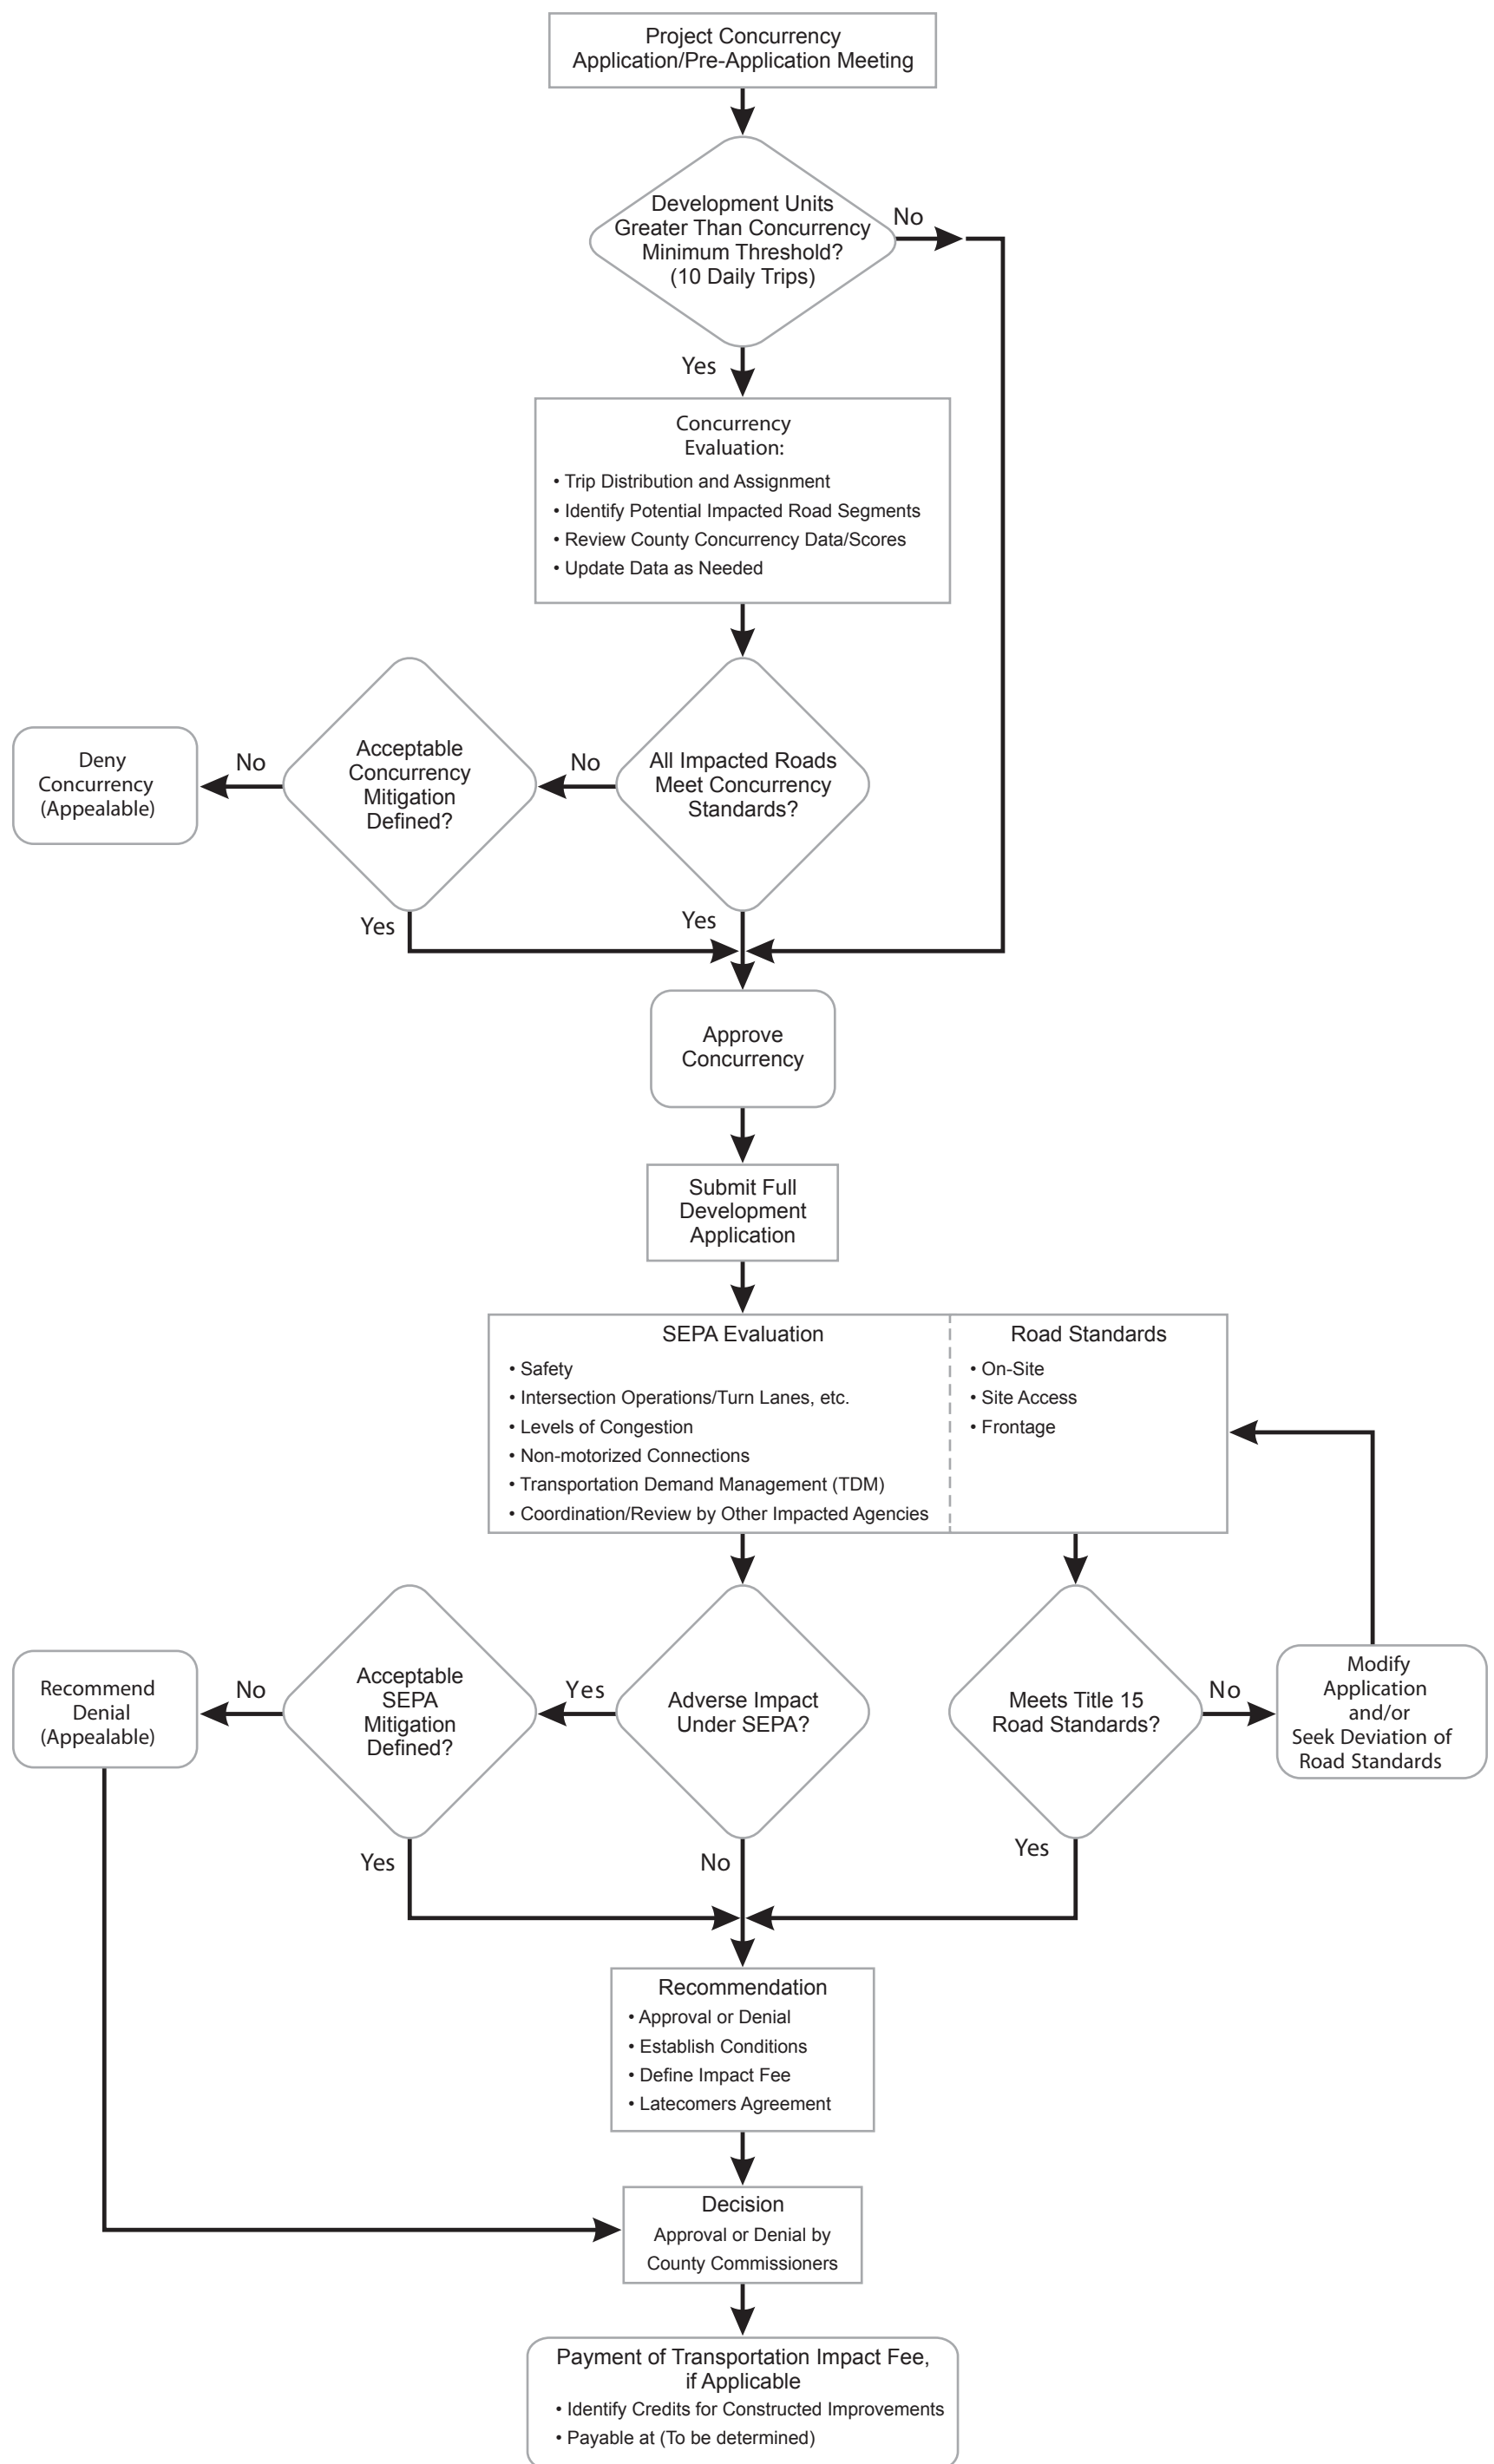 Project Concurrency
Application/Pre-Application Meeting
Development Units
Greater Than Concurrency
Minimum Threshold?
(10 Daily Trips)
No
Yes
Concurrency
Evaluation:
• Trip Distribution and Assignment
• Identify Potential Impacted Road Segments
• Review County Concurrency Data/Scores
• Update Data as Needed
All Impacted Roads
Meet Concurrency
Standards?
No
Acceptable
Concurrency
Mitigation
Defined?
No
Deny
Concurrency
(Appealable)
Yes
Yes
Approve
Concurrency
Submit Full
Development
Application
SEPA Evaluation
• Safety
• Intersection Operations/Turn Lanes, etc.
• Levels of Congestion
• Non-motorized Connections
• Transportation Demand Management (TDM)
• Coordination/Review by Other Impacted Agencies
Road Standards
• On-Site
• Site Access
• Frontage
Adverse Impact
Under SEPA?
Yes
Acceptable
SEPA
Mitigation
Defined?
No
Recommend
Denial
(Appealable)
Meets Title 15
Road Standards?
No
Modify
Application
and/or
Seek Deviation of
Road Standards
Yes
No
Yes
Recommendation
• Approval or Denial
• Establish Conditions
• Define Impact Fee
• Latecomers Agreement
Decision
Approval or Denial by
County Commissioners
Payment of Transportation Impact Fee,
if Applicable
• Identify Credits for Constructed Improvements
• Payable at (To be determined)